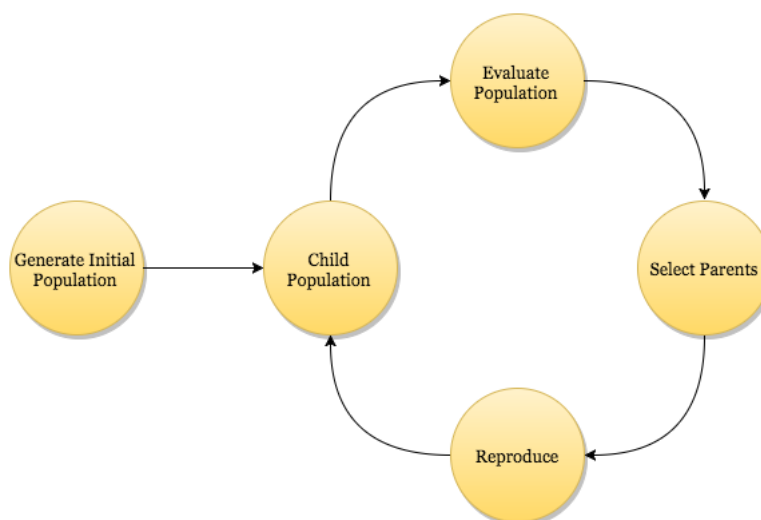 Evaluate
Population
Generate Initial
Population
Child
Population
Select Parents
Reproduce